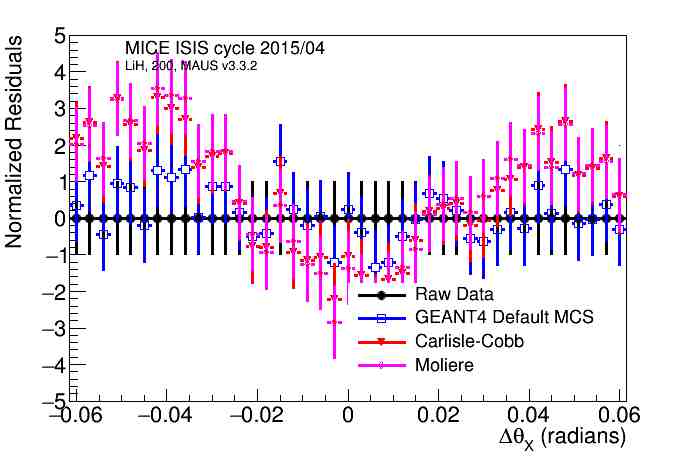 MICE ISIS cycle 2015/04
LiH, 200, MAUS v3.3.2
Normalized Residuals
5
4
3
2
1
0
−1
−2
−3
−4
−5
Raw Data
GEANT4 Default MCS
Carlisle-Cobb
Moliere
−0.06 −0.04 −0.02 0 0.02 0.04 0.06
Δθ_X (radians)